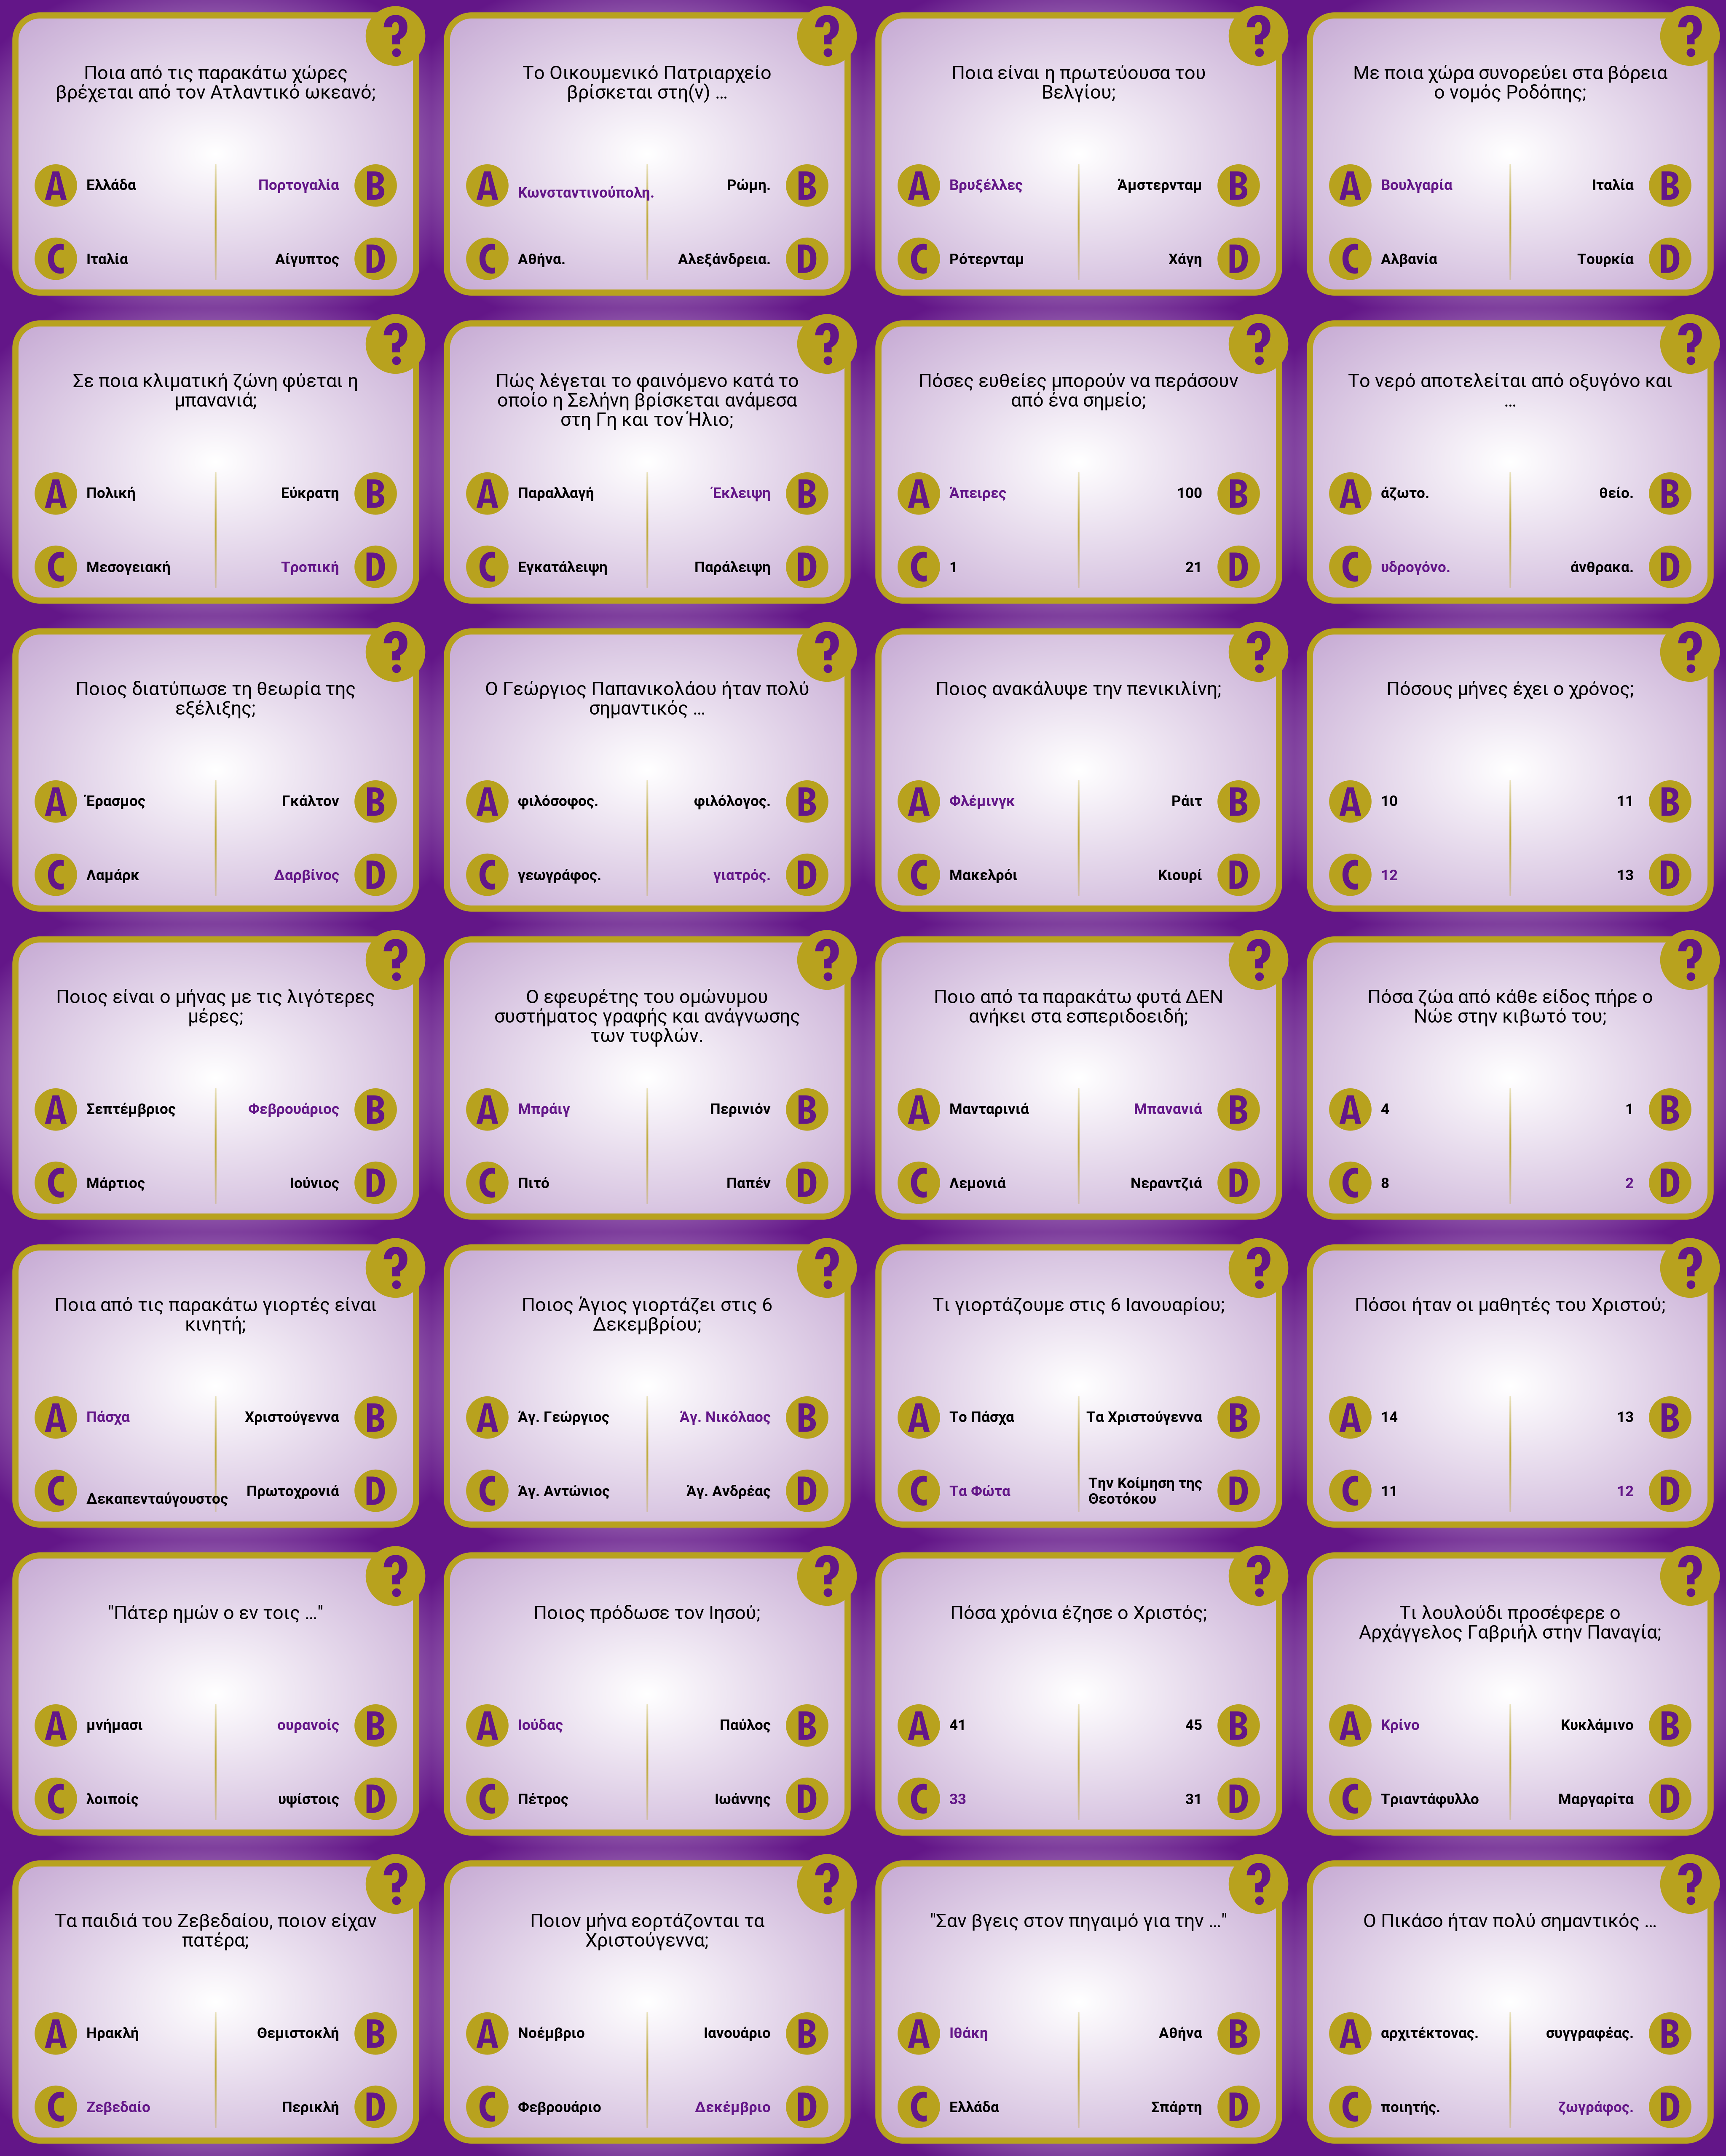 ?
Ποια από τις παρακάτω χώρες
βρέχεται από τον Ατλαντικό ωκεανό;
A Ελλάδα
Πορτογαλία B
C Ιταλία
Αίγυπτος D
?
Το Οικουμενικό Πατριαρχείο
βρίσκεται στη(ν) ...
A Κωνσταντινούπολη.
Ρώμη. B
C Αθήνα.
Αλεξάνδρεια. D
?
Ποια είναι η πρωτεύουσα του
Βελγίου;
A Βρυξέλλες
Άμστερνταμ B
C Ρότερνταμ
Χάγη D
?
Με ποια χώρα συνορεύει στα βόρεια
ο νομός Ροδόπης;
A Βουλγαρία
Ιταλία B
C Αλβανία
Τουρκία D
?
Σε ποια κλιματική ζώνη φύεται η
μπανανιά;
A Πολική
Εύκρατη B
C Μεσογειακή
Τροπική D
?
Πώς λέγεται το φαινόμενο κατά το
οποίο η Σελήνη βρίσκεται ανάμεσα
στη Γη και τον Ήλιο;
A Παραλλαγή
Έκλειψη B
C Εγκατάλειψη
Παράλειψη D
?
Πόσες ευθείες μπορούν να περάσουν
από ένα σημείο;
A Άπειρες
100 B
C 1
21 D
?
Το νερό αποτελείται από οξυγόνο και
...
A άζωτο.
θείο. B
C υδρογόνο.
άνθρακα. D
?
Ποιος διατύπωσε τη θεωρία της
εξέλιξης;
A Έρασμος
Γκάλτον B
C Λαμάρκ
Δαρβίνος D
?
Ο Γεώργιος Παπανικολάου ήταν πολύ
σημαντικός ...
A φιλόσοφος.
φιλόλογος. B
C γεωγράφος.
γιατρός. D
?
Ποιος ανακάλυψε την πενικιλίνη;
A Φλέμινγκ
Ράιτ B
C Μακελρόι
Κιουρί D
?
Πόσους μήνες έχει ο χρόνος;
A 10
11 B
C 12
13 D
?
Ποιος είναι ο μήνας με τις λιγότερες
μέρες;
A Σεπτέμβριος
Φεβρουάριος B
C Μάρτιος
Ιούνιος D
?
Ο εφευρέτης του ομώνυμου
συστήματος γραφής και ανάγνωσης
των τυφλών.
A Μπράιγ
Περινιόν B
C Πιτό
Παπέν D
?
Ποιο από τα παρακάτω φυτά ΔΕΝ
ανήκει στα εσπεριδοειδή;
A Μανταρινιά
Μπανανιά B
C Λεμονιά
Νεραντζιά D
?
Πόσα ζώα από κάθε είδος πήρε ο
Νώε στην κιβωτό του;
A 4
1 B
C 8
2 D
?
Ποια από τις παρακάτω γιορτές είναι
κινητή;
A Πάσχα
Χριστούγεννα B
C Δεκαπενταύγουστος
Πρωτοχρονιά D
?
Ποιος Άγιος γιορτάζει στις 6
Δεκεμβρίου;
A Άγ. Γεώργιος
Άγ. Νικόλαος B
C Άγ. Αντώνιος
Άγ. Ανδρέας D
?
Τι γιορτάζουμε στις 6 Ιανουαρίου;
A Το Πάσχα
Τα Χριστούγεννα B
C Τα Φώτα
Την Κοίμηση της
Θεοτόκου D
?
Πόσοι ήταν οι μαθητές του Χριστού;
A 14
13 B
C 11
12 D
?
"Πάτερ ημών ο εν τοις ..."
A μνήμασι
ουρανοίς B
C λοιποίς
υψίστοις D
?
Ποιος πρόδωσε τον Ιησού;
A Ιούδας
Παύλος B
C Πέτρος
Ιωάννης D
?
Πόσα χρόνια έζησε ο Χριστός;
A 41
45 B
C 33
31 D
?
Τι λουλούδι προσέφερε ο
Αρχάγγελος Γαβριήλ στην Παναγία;
A Κρίνο
Κυκλάμινο B
C Τριαντάφυλλο
Μαργαρίτα D
?
Τα παιδιά του Ζεβεδαίου, ποιον είχαν
πατέρα;
A Ηρακλή
Θεμιστοκλή B
C Ζεβεδαίο
Περικλή D
?
Ποιον μήνα εορτάζονται τα
Χριστούγεννα;
A Νοέμβριο
Ιανουάριο B
C Φεβρουάριο
Δεκέμβριο D
?
"Σαν βγεις στον πηγαιμό για την ..."
A Ιθάκη
Αθήνα B
C Ελλάδα
Σπάρτη D
?
Ο Πικάσο ήταν πολύ σημαντικός ...
A αρχιτέκτονας.
συγγραφέας. B
C ποιητής.
ζωγράφος. D